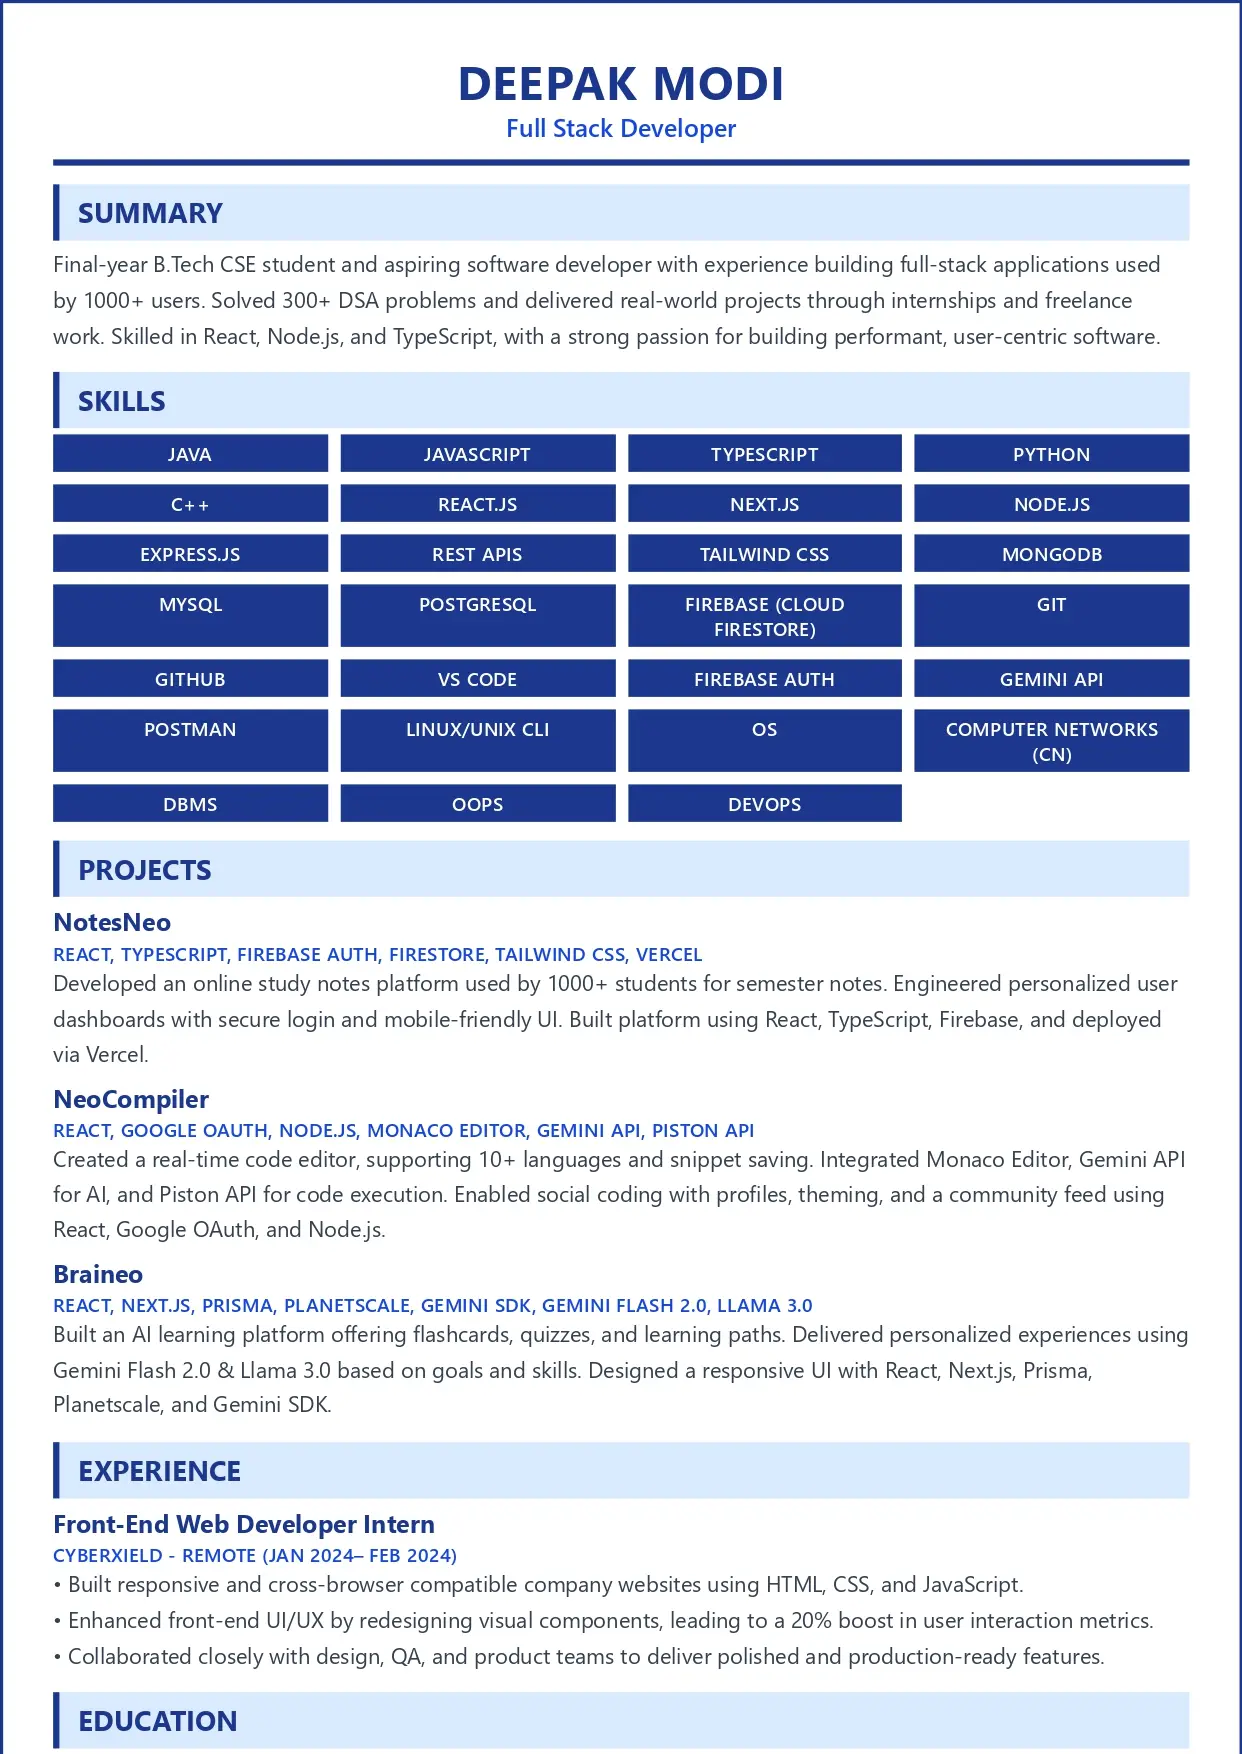 DEEPAK MODI
Full Stack Developer
SUMMARY
Final-year B.Tech CSE student and aspiring software developer with experience building full-stack applications used
by 1000+ users. Solved 300+ DSA problems and delivered real-world projects through internships and freelance
work. Skilled in React, Node.js, and TypeScript, with a strong passion for building performant, user-centric software.
SKILLS
JAVA JAVASCRIPT TYPESCRIPT PYTHON
C++ REACT.JS NEXT.JS NODE.JS
EXPRESS.JS REST APIS TAILWIND CSS MONGODB
MYSQL POSTGRESQL FIREBASE (CLOUD
FIRESTORE) GIT
GITHUB VS CODE FIREBASE AUTH GEMINI API
POSTMAN LINUX/UNIX CLI OS COMPUTER NETWORKS
(CN)
DBMS OOPS DEVOPS
PROJECTS
NotesNeo
REACT, TYPESCRIPT, FIREBASE AUTH, FIRESTORE, TAILWIND CSS, VERCEL
Developed an online study notes platform used by 1000+ students for semester notes. Engineered personalized user
dashboards with secure login and mobile-friendly UI. Built platform using React, TypeScript, Firebase, and deployed
via Vercel.
NeoCompiler
REACT, GOOGLE OAUTH, NODE.JS, MONACO EDITOR, GEMINI API, PISTON API
Created a real-time code editor, supporting 10+ languages and snippet saving. Integrated Monaco Editor, Gemini API
for AI, and Piston API for code execution. Enabled social coding with profiles, theming, and a community feed using
React, Google OAuth, and Node.js.
Braineo
REACT, NEXT.JS, PRISMA, PLANETSCALE, GEMINI SDK, GEMINI FLASH 2.0, LLAMA 3.0
Built an AI learning platform offering flashcards, quizzes, and learning paths. Delivered personalized experiences using
Gemini Flash 2.0 & Llama 3.0 based on goals and skills. Designed a responsive UI with React, Next.js, Prisma,
Planetscale, and Gemini SDK.
EXPERIENCE
Front-End Web Developer Intern
CYBERXIELD - REMOTE (JAN 2024– FEB 2024)
• Built responsive and cross-browser compatible company websites using HTML, CSS, and JavaScript.
• Enhanced front-end UI/UX by redesigning visual components, leading to a 20% boost in user interaction metrics.
• Collaborated closely with design, QA, and product teams to deliver polished and production-ready features.
EDUCATION